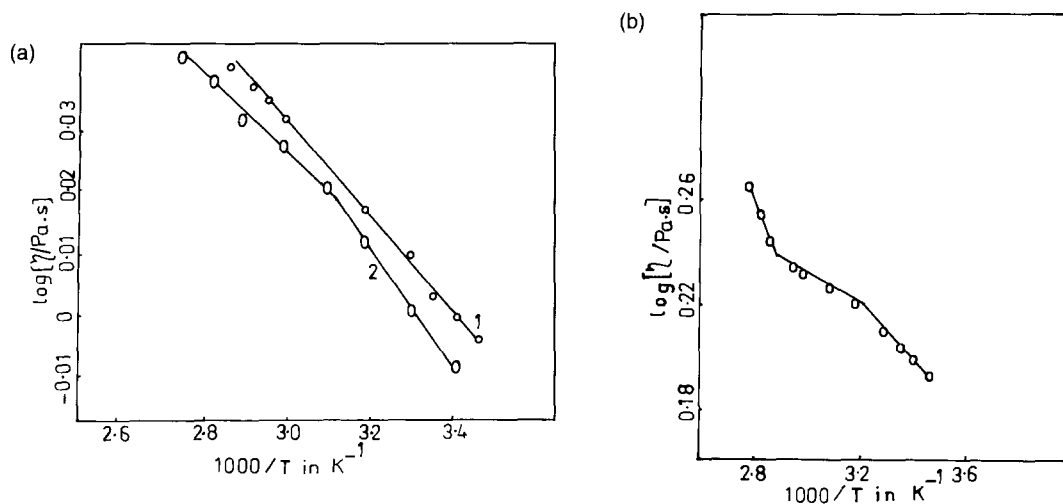 (a)
log[η/Pa·s]
0·03
0·02
0·01
0
-0·01
1
2
2·6 2·8 3·0 3·2 3·4
1000/T in K⁻¹
(b)
log[η/Pa·s]
0·26
0·22
0·18
2·8 3·2 3·6
1000/T in K⁻¹